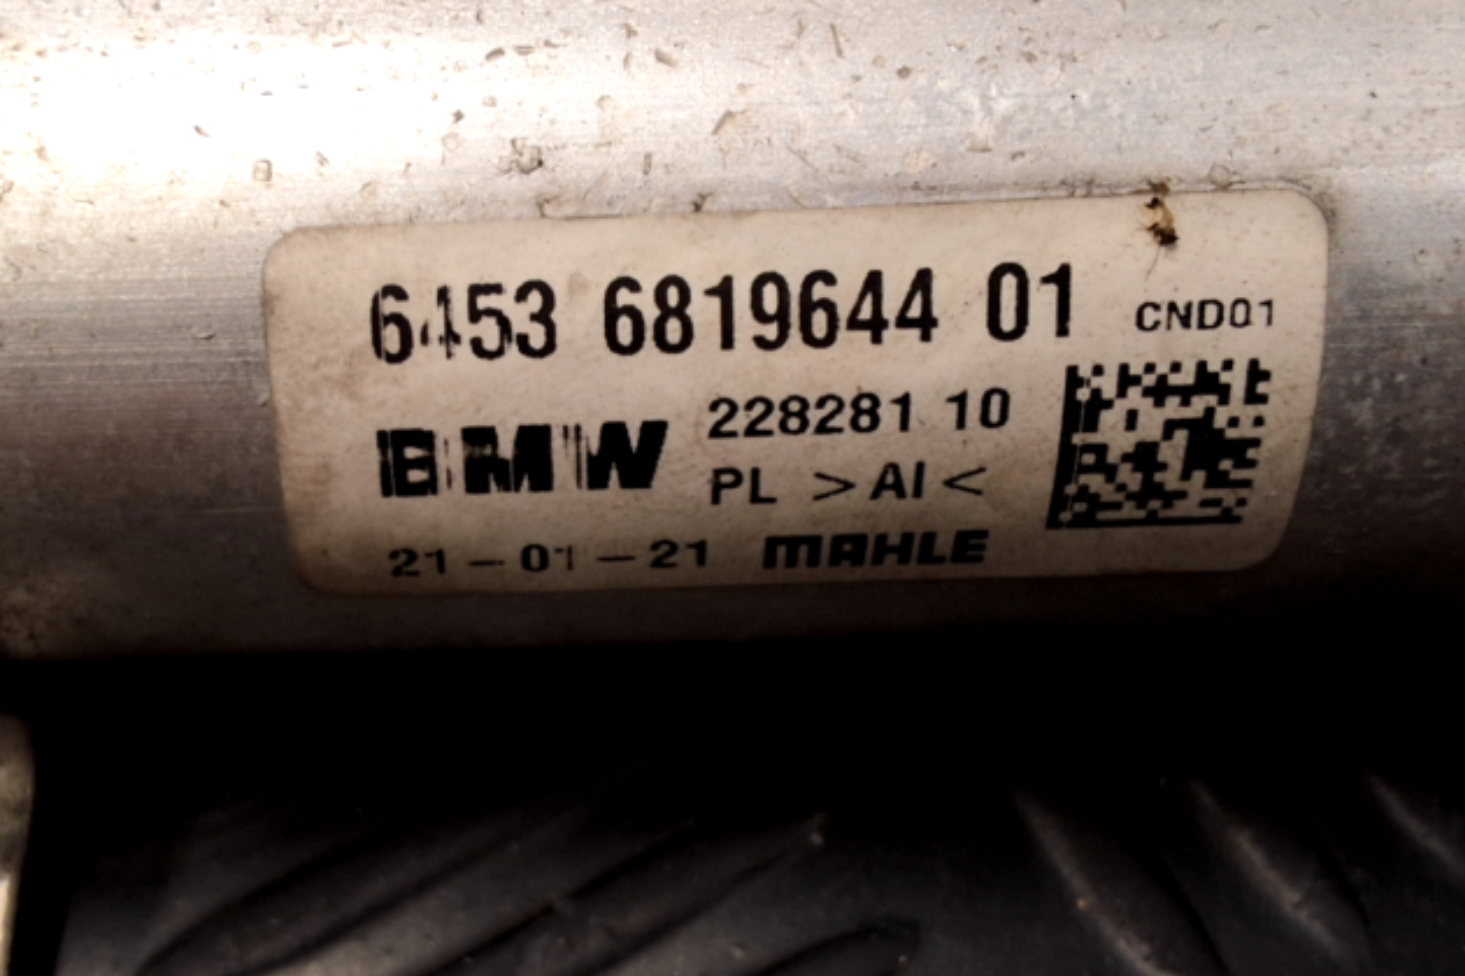 6453 6819644 01 CND01
BMW 228281 10
PL >Al<
21-01-21 MAHLE